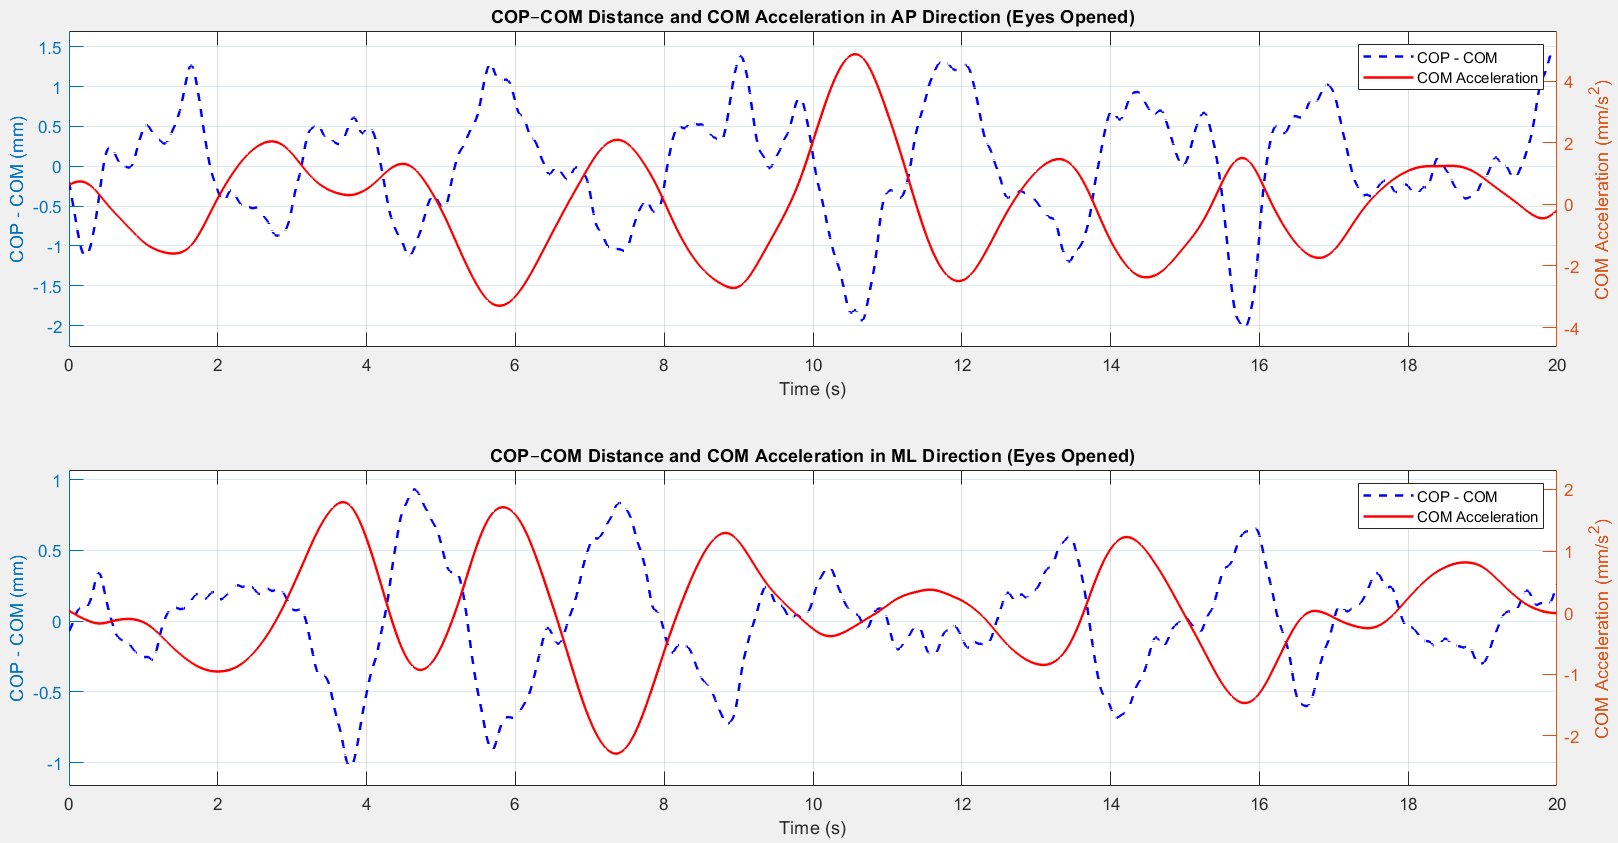 COP−COM Distance and COM Acceleration in AP Direction (Eyes Opened)
COP - COM (mm)
1.5
1
0.5
0
-0.5
-1
-1.5
-2
COP - COM
COM Acceleration
4
2
0
-2
-4
COM Acceleration (mm/s²)
0 2 4 6 8 10 12 14 16 18 20
Time (s)
COP−COM Distance and COM Acceleration in ML Direction (Eyes Opened)
COP - COM (mm)
1
0.5
0
-0.5
-1
COP - COM
COM Acceleration
2
1
0
-1
-2
COM Acceleration (mm/s²)
0 2 4 6 8 10 12 14 16 18 20
Time (s)